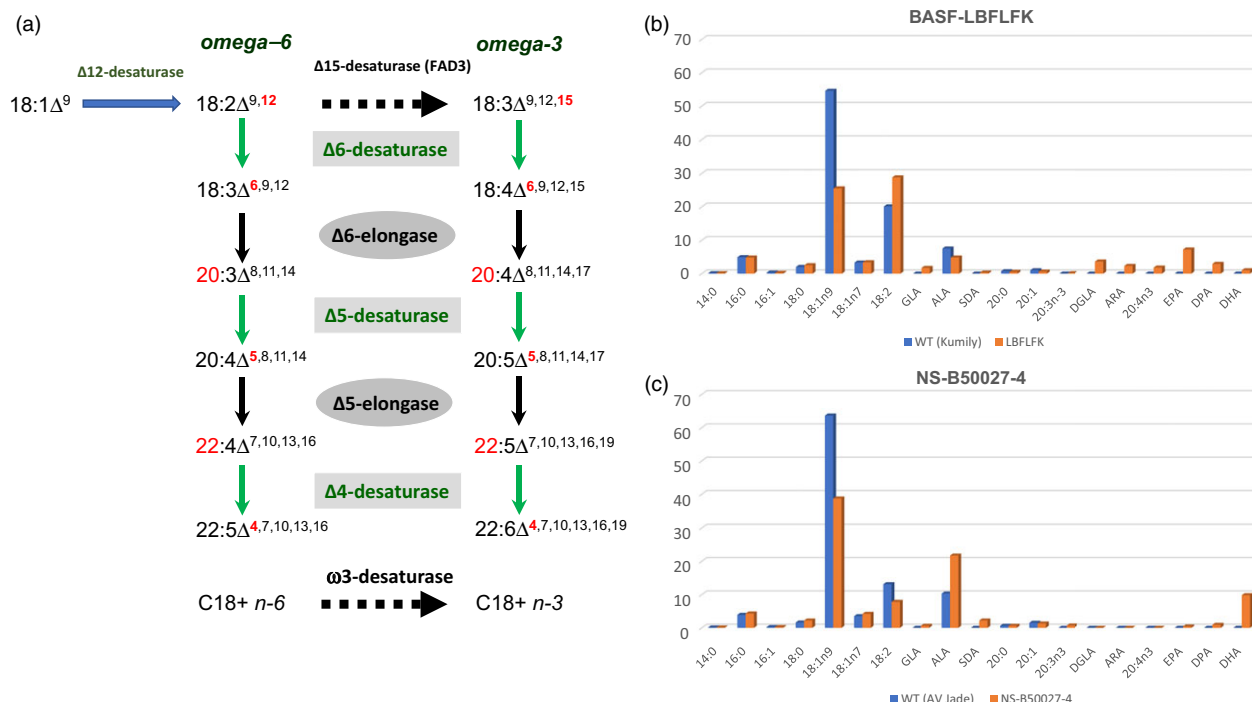 (a)
omega–6
omega-3
Δ12-desaturase
Δ15-desaturase (FAD3)
18:1Δ9
18:2Δ9,12
18:3Δ9,12,15
Δ6-desaturase
18:3Δ6,9,12
18:4Δ6,9,12,15
Δ6-elongase
20:3Δ8,11,14
20:4Δ8,11,14,17
Δ5-desaturase
20:4Δ5,8,11,14
20:5Δ5,8,11,14,17
Δ5-elongase
22:4Δ7,10,13,16
22:5Δ7,10,13,16,19
Δ4-desaturase
22:5Δ4,7,10,13,16
22:6Δ4,7,10,13,16,19
ω3-desaturase
C18+ n-6
C18+ n-3
(b)
BASF-LBFLFK
70
60
50
40
30
20
10
0
14:0
16:0
16:1
18:0
18:1n9
18:1n7
18:2
GLA
ALA
SDA
20:0
20:1
20:3n-3
DGLA
ARA
20:4n3
EPA
DPA
DHA
WT (Kumily)
LBFLFK
(c)
NS-B50027-4
70
60
50
40
30
20
10
0
14:0
16:0
16:1
18:0
18:1n9
18:1n7
18:2
GLA
ALA
SDA
20:0
20:1
20:3n3
DGLA
ARA
20:4n3
EPA
DPA
DHA
WT (AV Jade)
NS-B50027-4